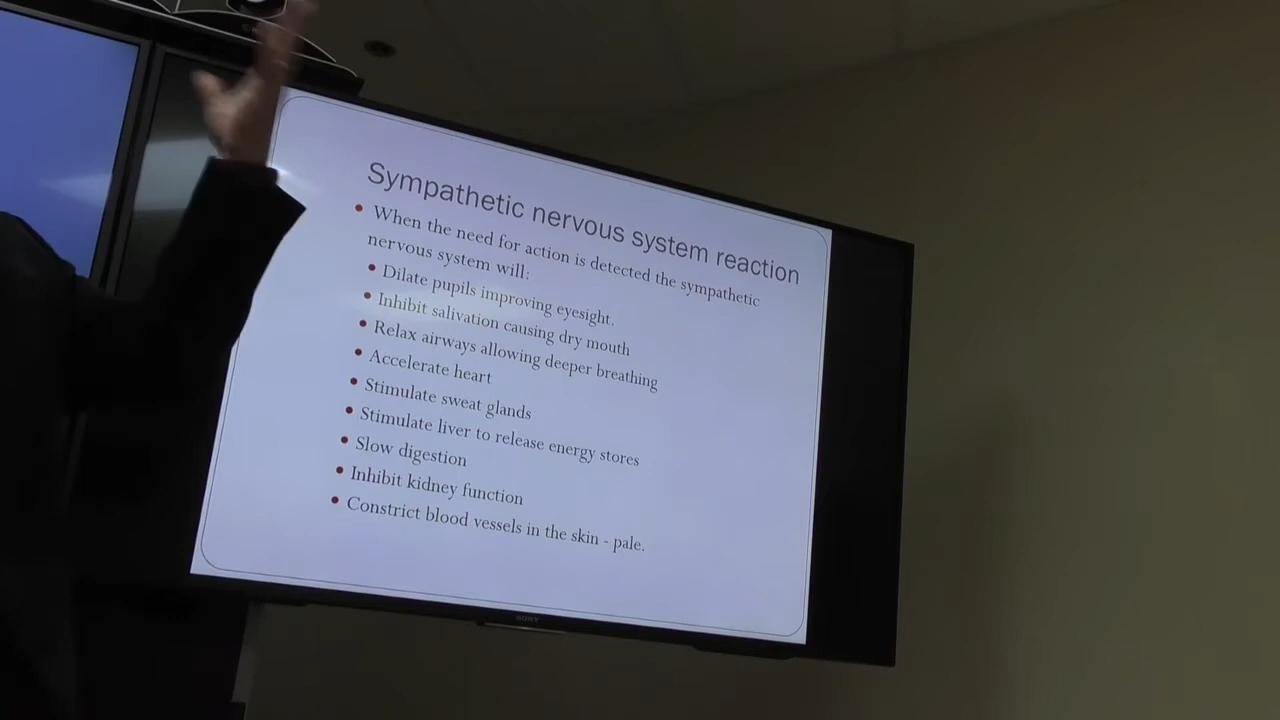 Sympathetic nervous system reaction
When the need for action is detected the sympathetic
nervous system will:
Dilate pupils improving eyesight.
Inhibit salivation causing dry mouth
Relax airways allowing deeper breathing
Accelerate heart
Stimulate sweat glands
Stimulate liver to release energy stores
Slow digestion
Inhibit kidney function
Constrict blood vessels in the skin - pale.
SONY